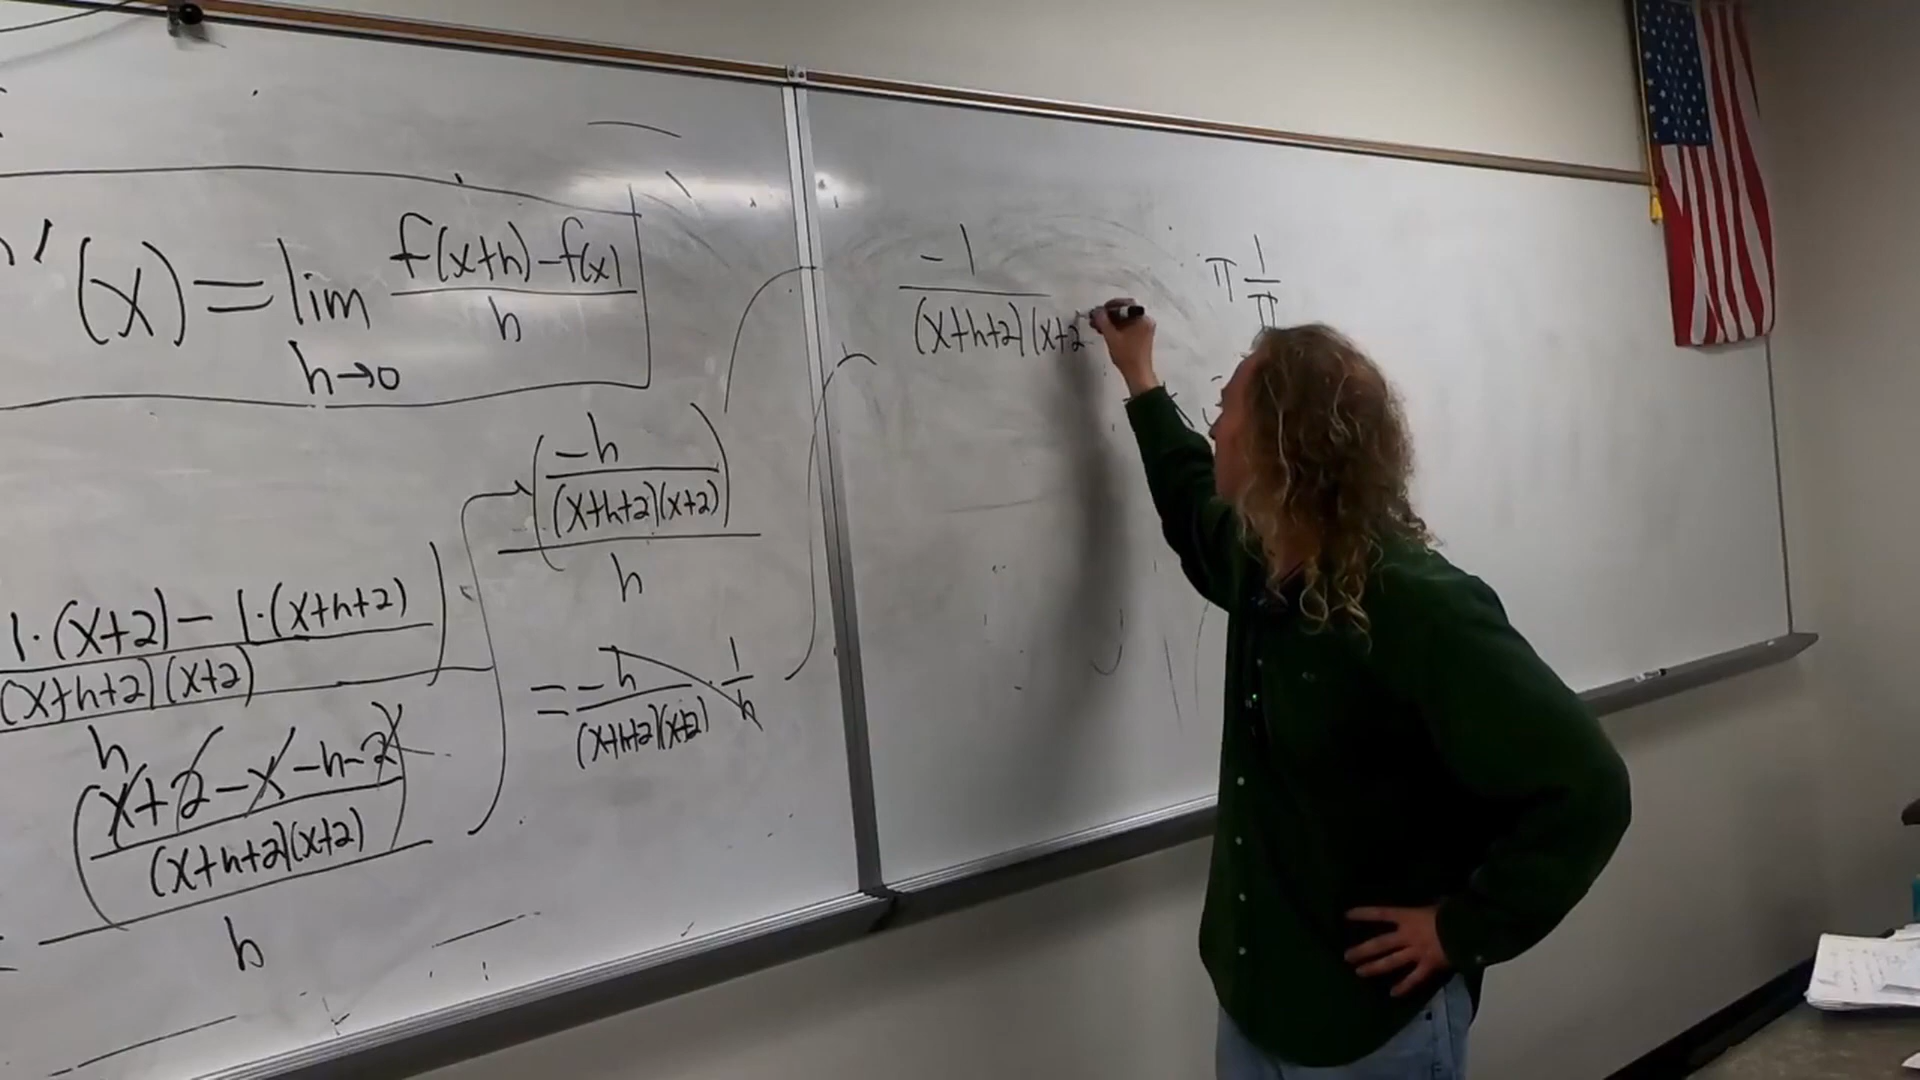 '(x) = lim f(x+h)-f(x)
h
h→0
1·(x+2) - 1·(x+h+2)
(x+h+2)(x+2)
h
(x+2-x-h-2)
(x+h+2)(x+2)
h
(-h)
(x+h+2)(x+2)
h
= -h · 1
(x+h+2)(x+2) h
-1
(x+h+2)(x+2
π 1
π